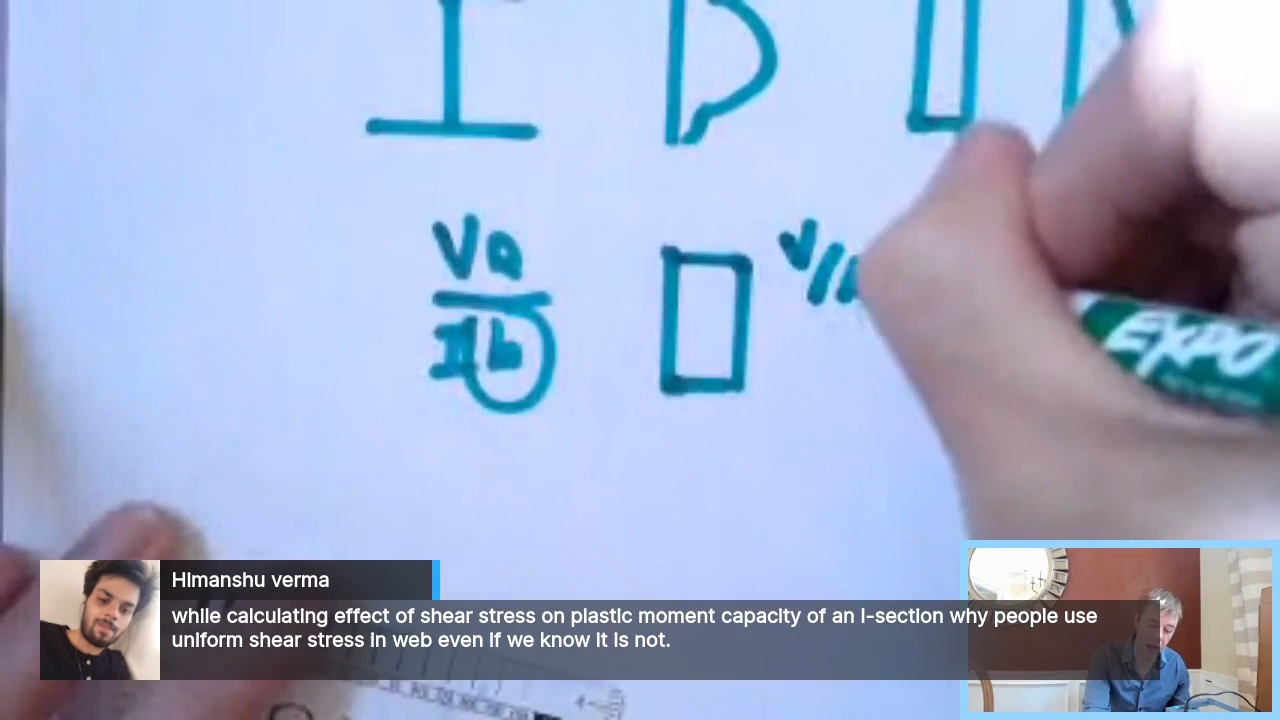 VQ
Ib
V/
EXPO
Himanshu verma
while calculating effect of shear stress on plastic moment capacity of an I-section why people use
uniform shear stress in web even if we know it is not.